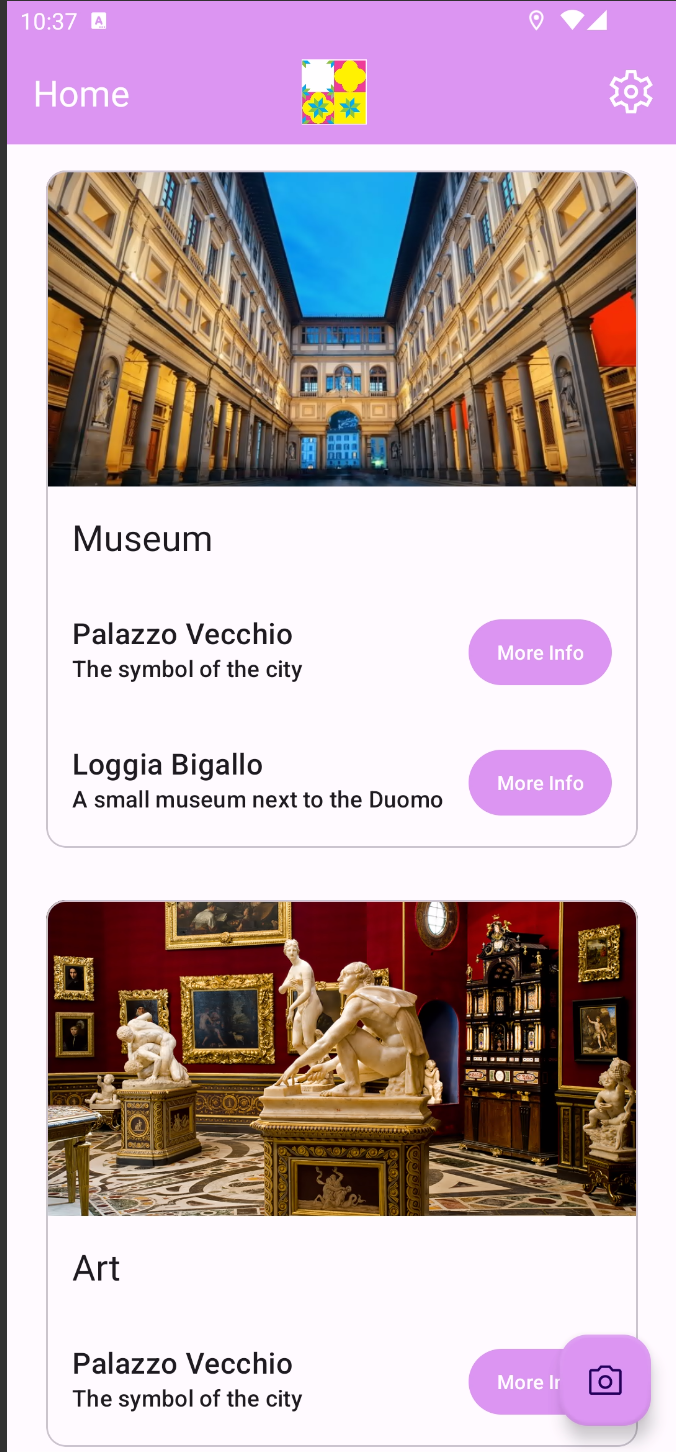 10:37
Home
Museum
Palazzo Vecchio
The symbol of the city
More Info
Loggia Bigallo
A small museum next to the Duomo
More Info
Art
Palazzo Vecchio
The symbol of the city
More In